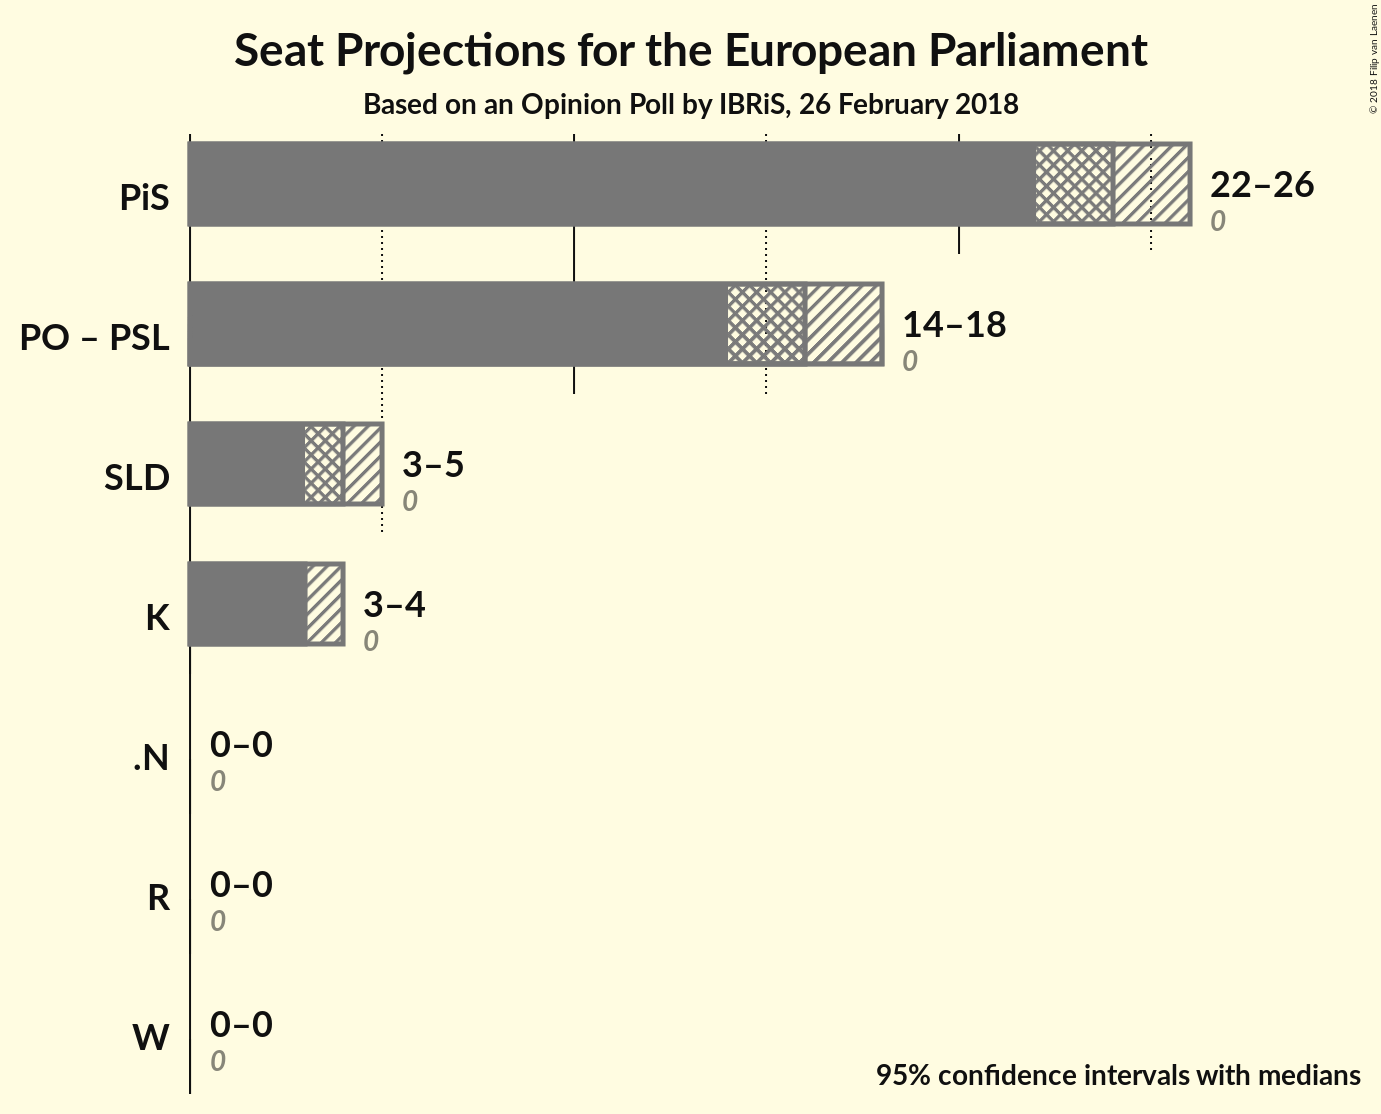 Seat Projections for the European Parliament
Based on an Opinion Poll by IBRiS, 26 February 2018
© 2018 Filip van Laenen
PiS
22–26
0
PO – PSL
14–18
0
SLD
3–5
0
K
3–4
0
.N
0–0
0
R
0–0
0
W
0–0
0
95% confidence intervals with medians